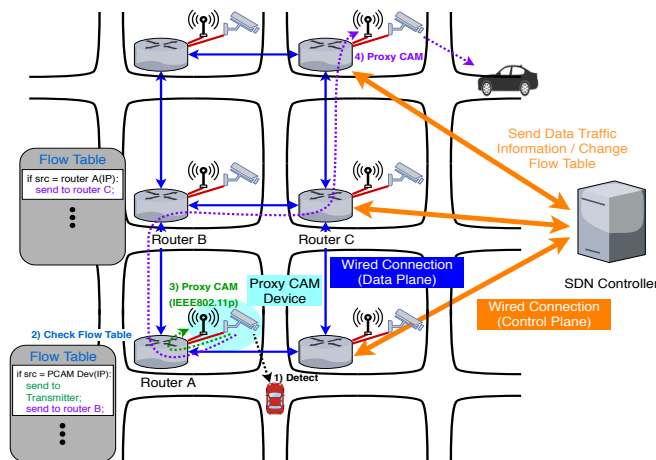 4) Proxy CAM
Send Data Traffic
Information / Change
Flow Table
Flow Table
if src = router A(IP):
send to router C;
Router B
Router C
SDN Controller
Wired Connection
(Data Plane)
Wired Connection
(Control Plane)
3) Proxy CAM
(IEEE802.11p)
Proxy CAM
Device
2) Check Flow Table
Flow Table
if src = PCAM Dev(IP):
send to
Transmitter;
send to router B;
Router A
1) Detect